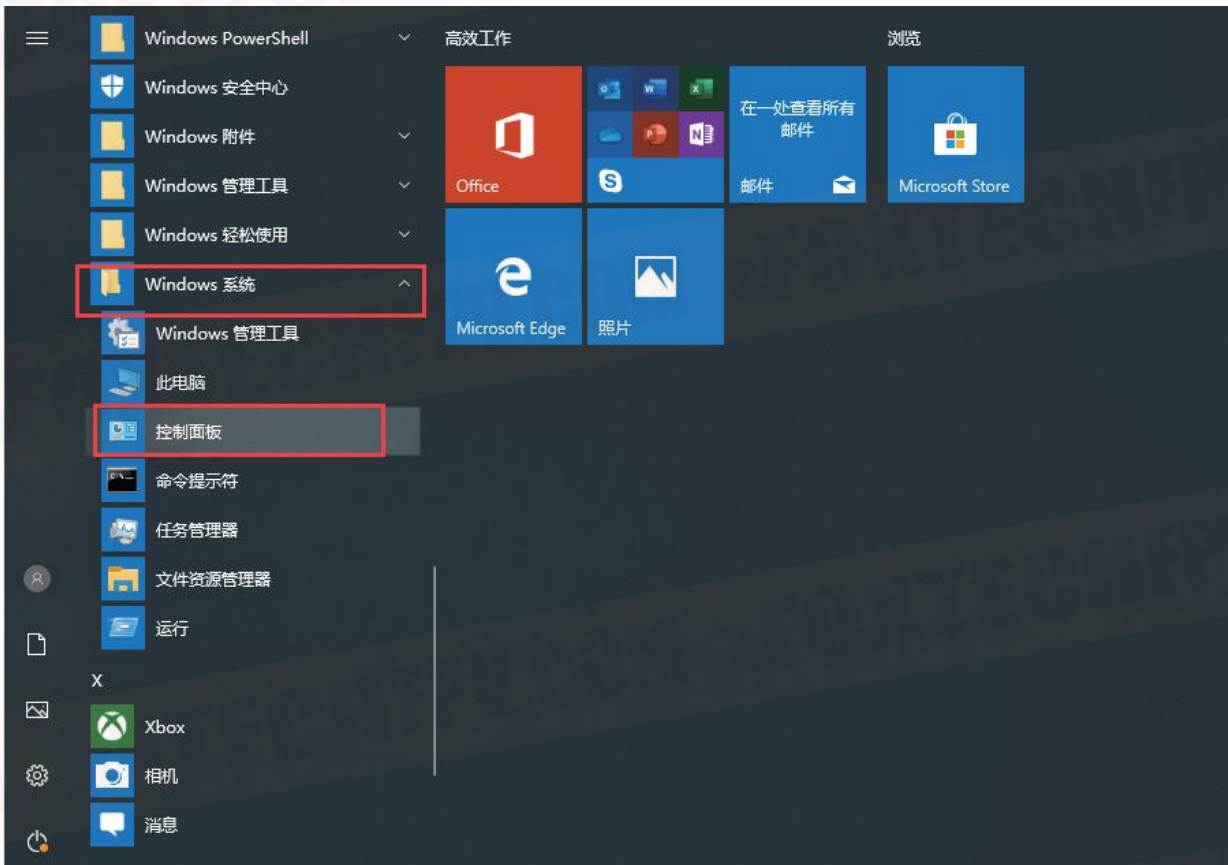 Windows PowerShell
Windows 安全中心
Windows 附件
Windows 管理工具
Windows 轻松使用
Windows 系统
Windows 管理工具
此电脑
控制面板
命令提示符
任务管理器
文件资源管理器
运行
X
Xbox
相机
消息
高效工作
Office
在一处查看所有
邮件
邮件
Microsoft Edge
照片
浏览
Microsoft Store